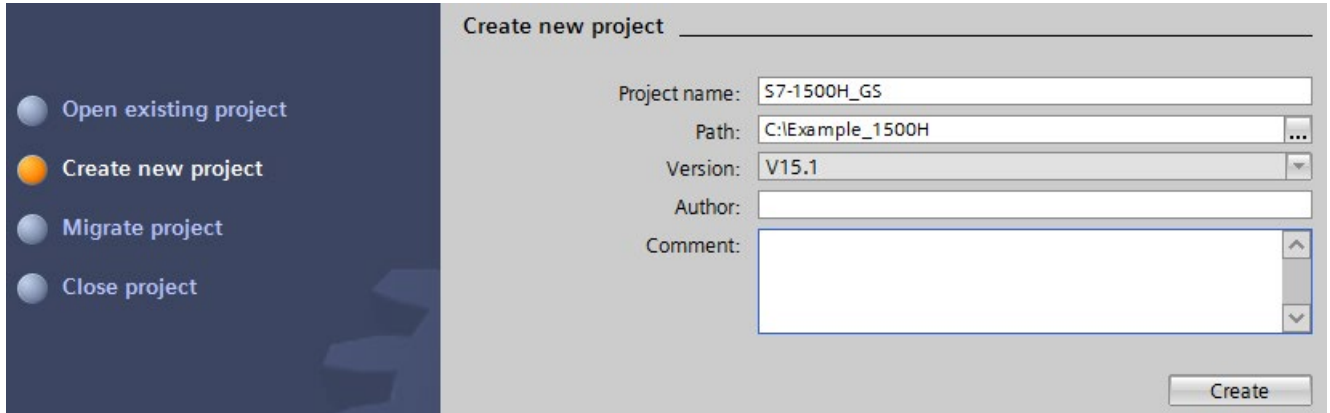 Open existing project
Create new project
Migrate project
Close project
Create new project
Project name: S7-1500H_GS
Path: C:\Example_1500H ...
Version: V15.1
Author:
Comment:
Create